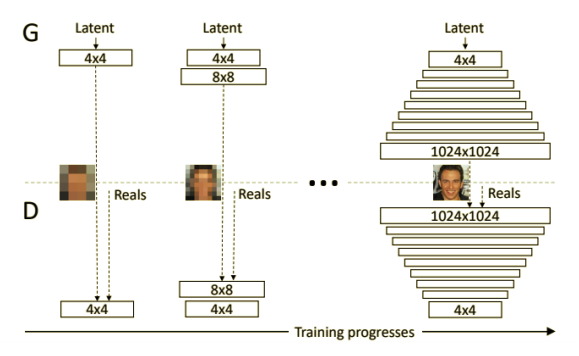 G
Latent
Latent
Latent
4x4
4x4
4x4
8x8
1024x1024
Reals
Reals
Reals
D
1024x1024
8x8
4x4
4x4
4x4
Training progresses